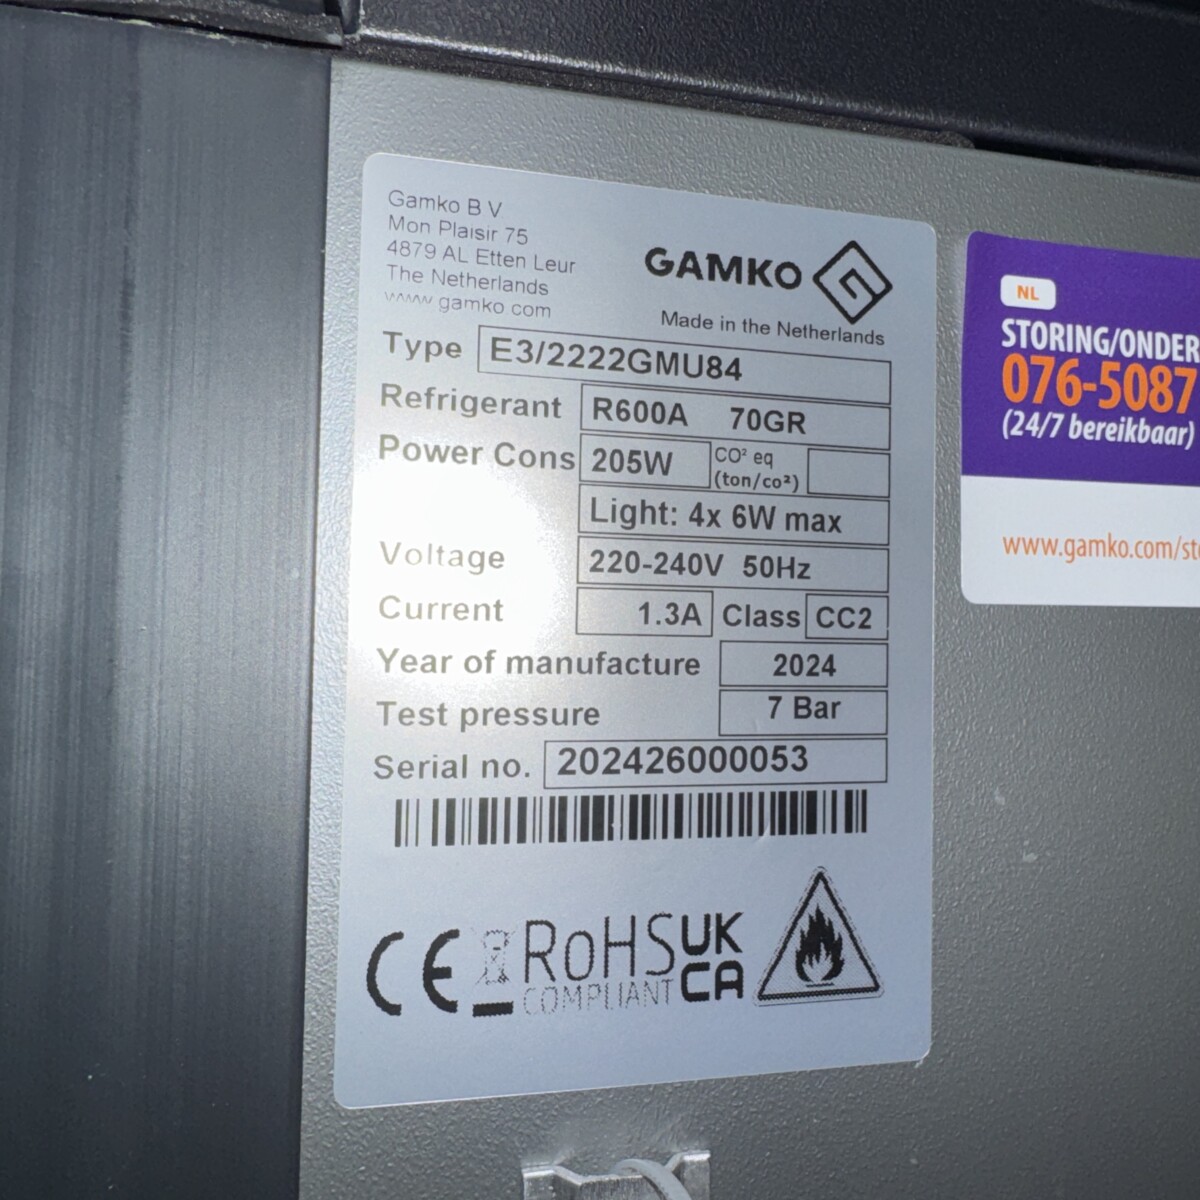 Gamko B V
Mon Plaisir 75
4879 AL Etten Leur
The Netherlands
www gamko com
GAMKO
Made in the Netherlands
Type E3/2222GMU84
Refrigerant R600A 70GR
Power Cons 205W CO² eq (ton/co²)
Light: 4x 6W max
Voltage 220-240V 50Hz
Current 1.3A Class CC2
Year of manufacture 2024
Test pressure 7 Bar
Serial no. 202426000053
CE RoHS COMPLIANT UK CA
NL
STORING/ONDER
076-5087
(24/7 bereikbaar)
www.gamko.com/st